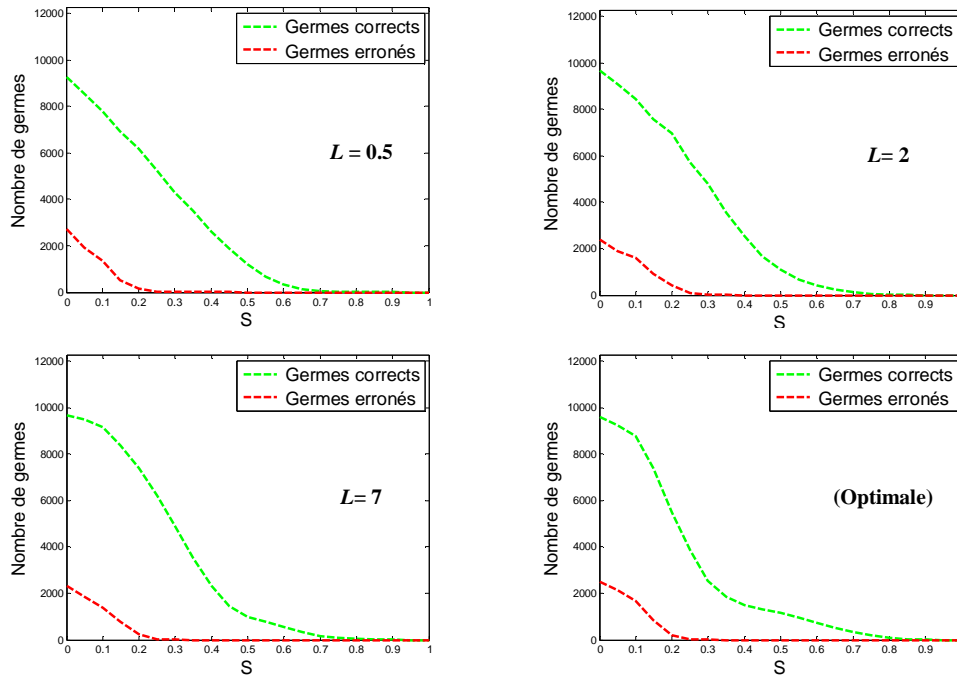 12000
10000
8000
6000
4000
2000
0
Nombre de germes
Germes corrects
Germes erronés
L = 0.5
0 0.1 0.2 0.3 0.4 0.5 0.6 0.7 0.8 0.9 1
S
12000
10000
8000
6000
4000
2000
0
Nombre de germes
Germes corrects
Germes erronés
L= 2
0 0.1 0.2 0.3 0.4 0.5 0.6 0.7 0.8 0.9
S
12000
10000
8000
6000
4000
2000
0
Nombre de germes
Germes corrects
Germes erronés
L= 7
0 0.1 0.2 0.3 0.4 0.5 0.6 0.7 0.8 0.9 1
S
12000
10000
8000
6000
4000
2000
0
Nombre de germes
Germes corrects
Germes erronés
(Optimale)
0 0.1 0.2 0.3 0.4 0.5 0.6 0.7 0.8 0.9
S